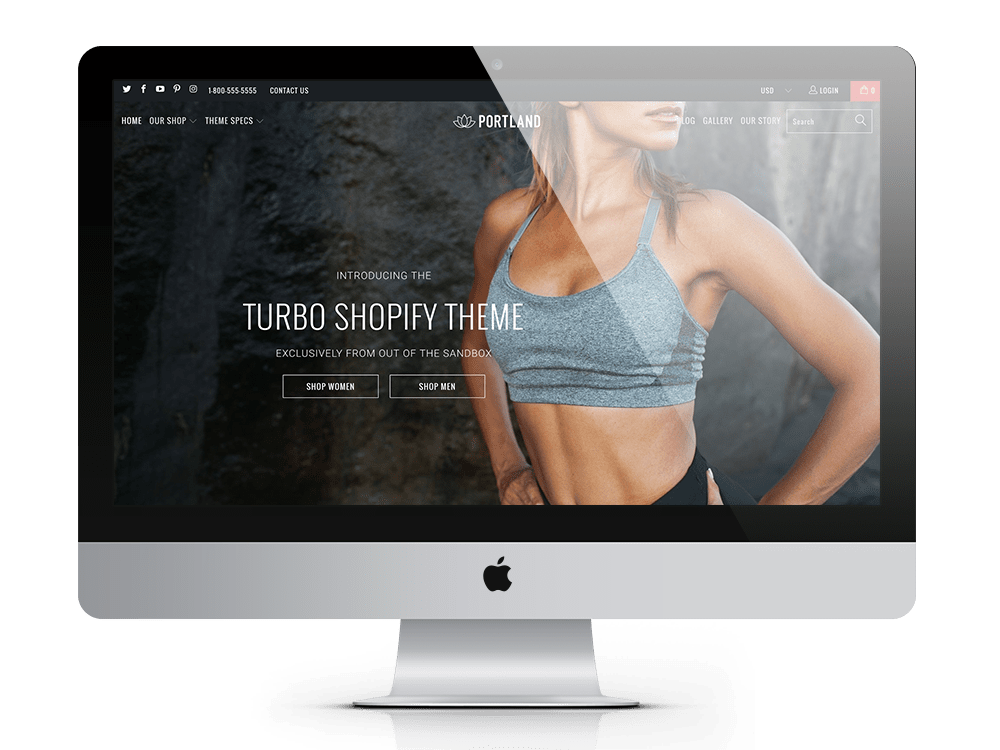 1-800-555-5555 CONTACT US USD LOGIN 0
HOME OUR SHOP THEME SPECS PORTLAND LOG GALLERY OUR STORY Search
INTRODUCING THE
TURBO SHOPIFY THEME
EXCLUSIVELY FROM OUT OF THE SANDBOX
SHOP WOMEN SHOP MEN